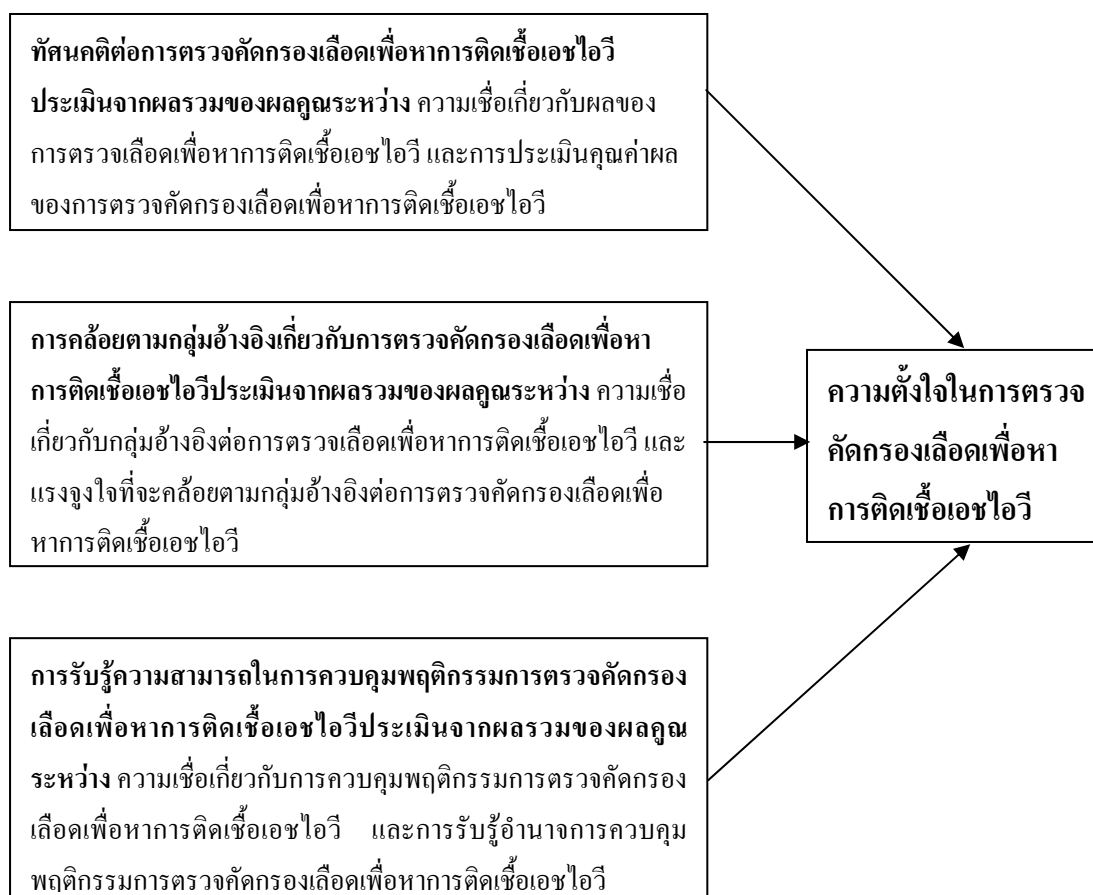 ทัศนคติต่อการตรวจคัดกรองเลือดเพื่อหาการติดเชื้อเอชไอวี
ประเมินจากผลรวมของผลคูณระหว่าง ความเชื่อเกี่ยวกับผลของ
การตรวจเลือดเพื่อหาการติดเชื้อเอชไอวี และการประเมินคุณค่าผล
ของการตรวจคัดกรองเลือดเพื่อหาการติดเชื้อเอชไอวี
การคล้อยตามกลุ่มอ้างอิงเกี่ยวกับการตรวจคัดกรองเลือดเพื่อหา
การติดเชื้อเอชไอวีประเมินจากผลรวมของผลคูณระหว่าง ความเชื่อ
เกี่ยวกับกลุ่มอ้างอิงต่อการตรวจเลือดเพื่อหาการติดเชื้อเอชไอวี และ
แรงจูงใจที่จะคล้อยตามกลุ่มอ้างอิงต่อการตรวจคัดกรองเลือดเพื่อ
หาการติดเชื้อเอชไอวี
การรับรู้ความสามารถในการควบคุมพฤติกรรมการตรวจคัดกรอง
เลือดเพื่อหาการติดเชื้อเอชไอวีประเมินจากผลรวมของผลคูณ
ระหว่าง ความเชื่อเกี่ยวกับการควบคุมพฤติกรรมการตรวจคัดกรอง
เลือดเพื่อหาการติดเชื้อเอชไอวี และการรับรู้อำนาจการควบคุม
พฤติกรรมการตรวจคัดกรองเลือดเพื่อหาการติดเชื้อเอชไอวี
ความตั้งใจในการตรวจ
คัดกรองเลือดเพื่อหา
การติดเชื้อเอชไอวี